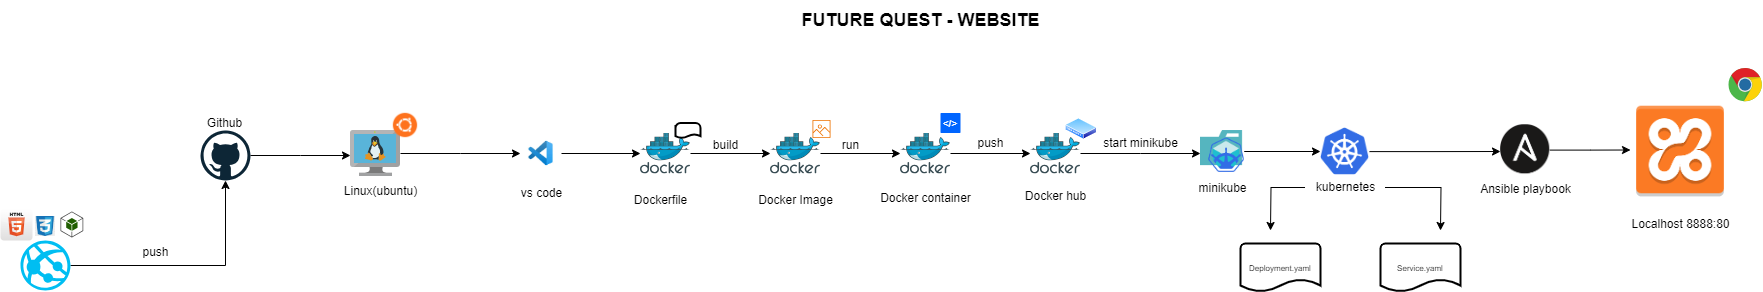 FUTURE QUEST - WEBSITE
Github
build
run
push
start minikube
docker
docker
docker
docker
Linux(ubuntu)
vs code
Dockerfile
Docker Image
Docker container
Docker hub
minikube
kubernetes
Ansible playbook
Localhost 8888:80
HTML
5
3
push
Deployment.yaml
Service.yaml